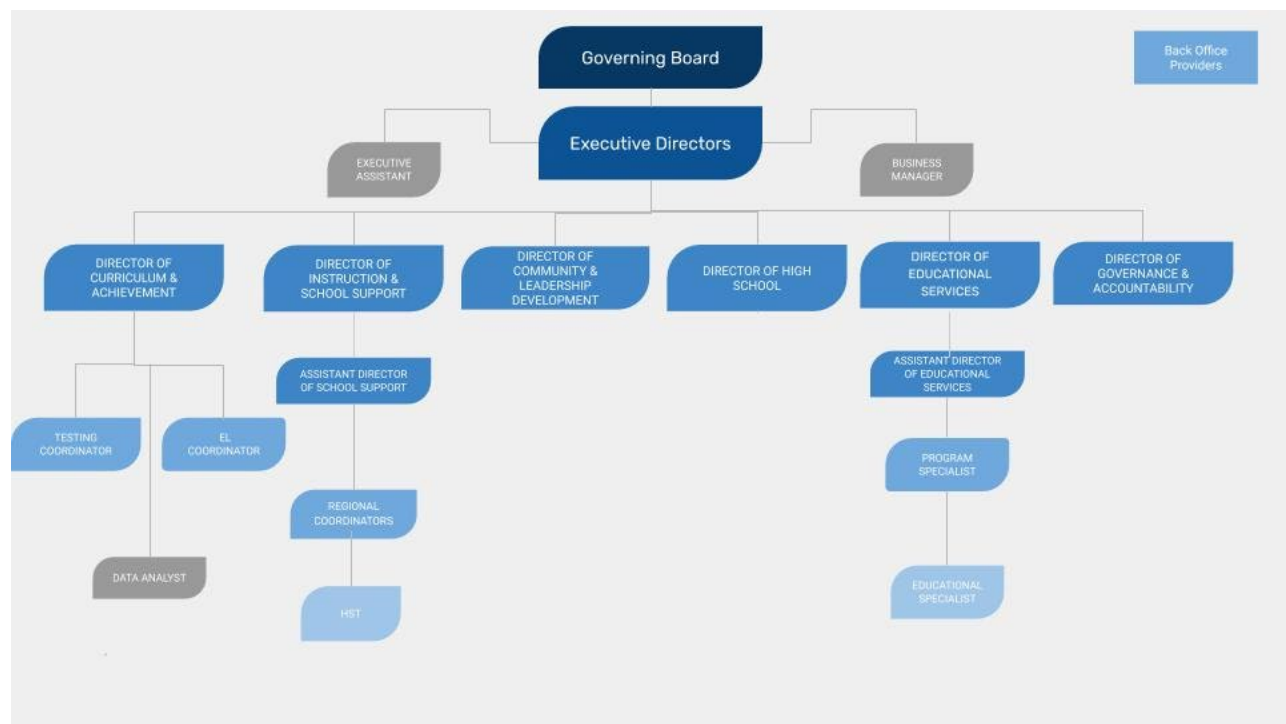 Governing Board
Back Office
Providers
Executive Directors
EXECUTIVE
ASSISTANT
BUSINESS
MANAGER
DIRECTOR OF
CURRICULUM &
ACHIEVEMENT
DIRECTOR OF
INSTRUCTION &
SCHOOL SUPPORT
DIRECTOR OF
COMMUNITY &
LEADERSHIP
DEVELOPMENT
DIRECTOR OF HIGH
SCHOOL
DIRECTOR OF
EDUCATIONAL
SERVICES
DIRECTOR OF
GOVERNANCE &
ACCOUNTABILITY
ASSISTANT DIRECTOR
OF SCHOOL SUPPORT
ASSISTANT DIRECTOR
OF EDUCATIONAL
SERVICES
TESTING
COORDINATOR
EL
COORDINATOR
PROGRAM
SPECIALIST
REGIONAL
COORDINATORS
DATA ANALYST
EDUCATIONAL
SPECIALIST
HST